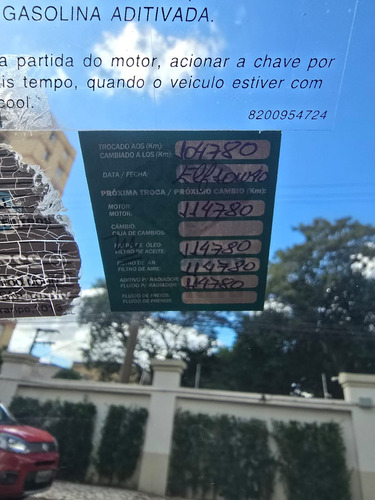 GASOLINA ADITIVADA.
a partida do motor, acionar a chave por
is tempo, quando o veiculo estiver com
cool.
8200954724
TROCADO AOS (Km): 104780
CAMBIADO A LOS (Km):
DATA / FECHA:
PRÓXIMA TROCA / PRÓXIMO CAMBIO (Km):
MOTOR: 114780
MOTOR:
CÂMBIO:
CAJA DE CAMBIOS:
FILTRO DE ÓLEO: 114780
FILTRO DE ACEITE:
FILTRO DE AR: 114780
FILTRO DE AIRE:
ADITIVO P/ RADIADOR: 114780
FLUIDO P/ RADIADOR:
FLUIDO DE FREIOS:
FLUIDO DE FRENOS: